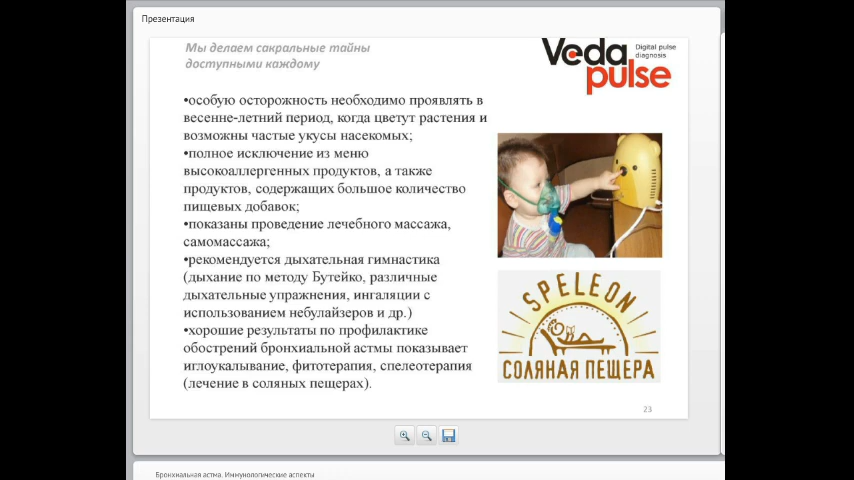 Презентация
Мы делаем сакральные тайны
доступными каждому
Veda
pulse
Digital pulse
diagnosis
•особую осторожность необходимо проявлять в
весенне-летний период, когда цветут растения и
возможны частые укусы насекомых;
•полное исключение из меню
высокоаллергенных продуктов, а также
продуктов, содержащих большое количество
пищевых добавок;
•показаны проведение лечебного массажа,
самомассажа;
•рекомендуется дыхательная гимнастика
(дыхание по методу Бутейко, различные
дыхательные упражнения, ингаляции с
использованием небулайзеров и др.)
•хорошие результаты по профилактике
обострений бронхиальной астмы показывает
иглоукалывание, фитотерапия, спелеотерапия
(лечение в соляных пещерах).
SPELEON
СОЛЯНАЯ ПЕЩЕРА
23
Бронхиальная астма. Иммунологические аспекты